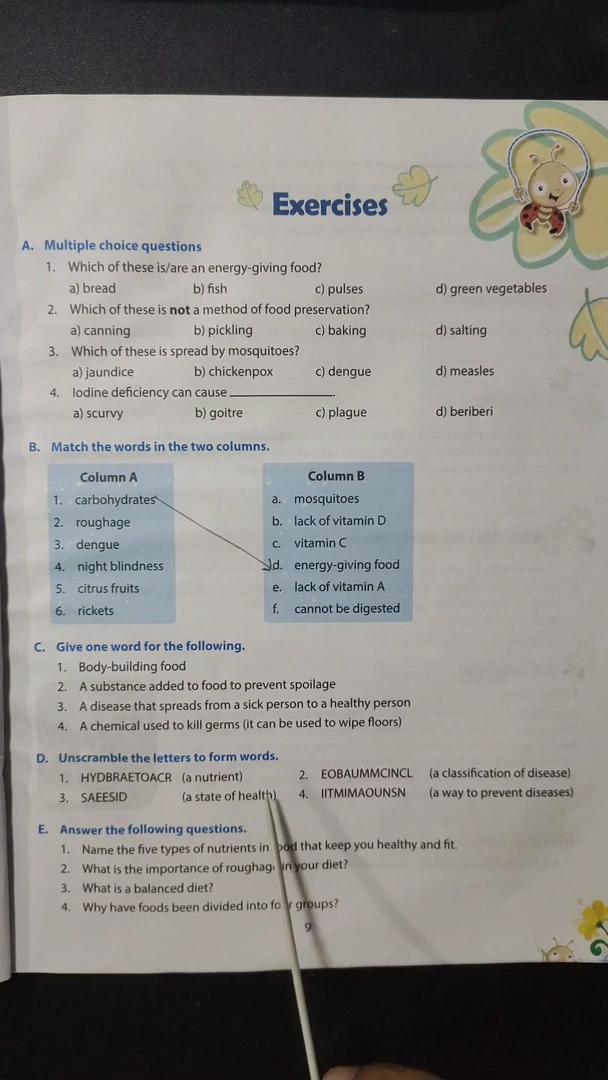 Exercises
A. Multiple choice questions
1. Which of these is/are an energy-giving food?
a) bread b) fish c) pulses d) green vegetables
2. Which of these is not a method of food preservation?
a) canning b) pickling c) baking d) salting
3. Which of these is spread by mosquitoes?
a) jaundice b) chickenpox c) dengue d) measles
4. Iodine deficiency can cause ____________.
a) scurvy b) goitre c) plague d) beriberi
B. Match the words in the two columns.
Column A Column B
1. carbohydrates a. mosquitoes
2. roughage b. lack of vitamin D
3. dengue c. vitamin C
4. night blindness d. energy-giving food
5. citrus fruits e. lack of vitamin A
6. rickets f. cannot be digested
C. Give one word for the following.
1. Body-building food
2. A substance added to food to prevent spoilage
3. A disease that spreads from a sick person to a healthy person
4. A chemical used to kill germs (it can be used to wipe floors)
D. Unscramble the letters to form words.
1. HYDBRAETOACR (a nutrient) 2. EOBAUMMCINCL (a classification of disease)
3. SAEESID (a state of health) 4. IITMIMAOUNSN (a way to prevent diseases)
E. Answer the following questions.
1. Name the five types of nutrients in food that keep you healthy and fit.
2. What is the importance of roughage in your diet?
3. What is a balanced diet?
4. Why have foods been divided into four groups?
9